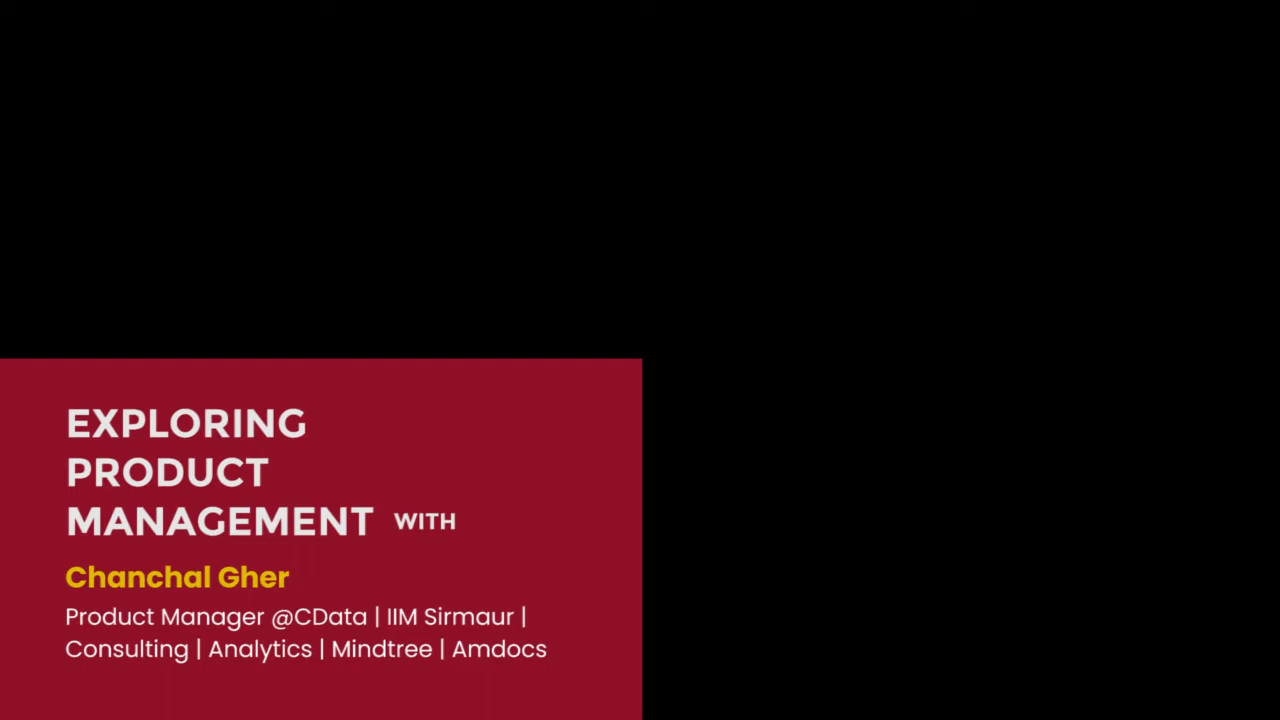 EXPLORING
PRODUCT
MANAGEMENT WITH
Chanchal Gher
Product Manager @CData | IIM Sirmaur |
Consulting | Analytics | Mindtree | Amdocs